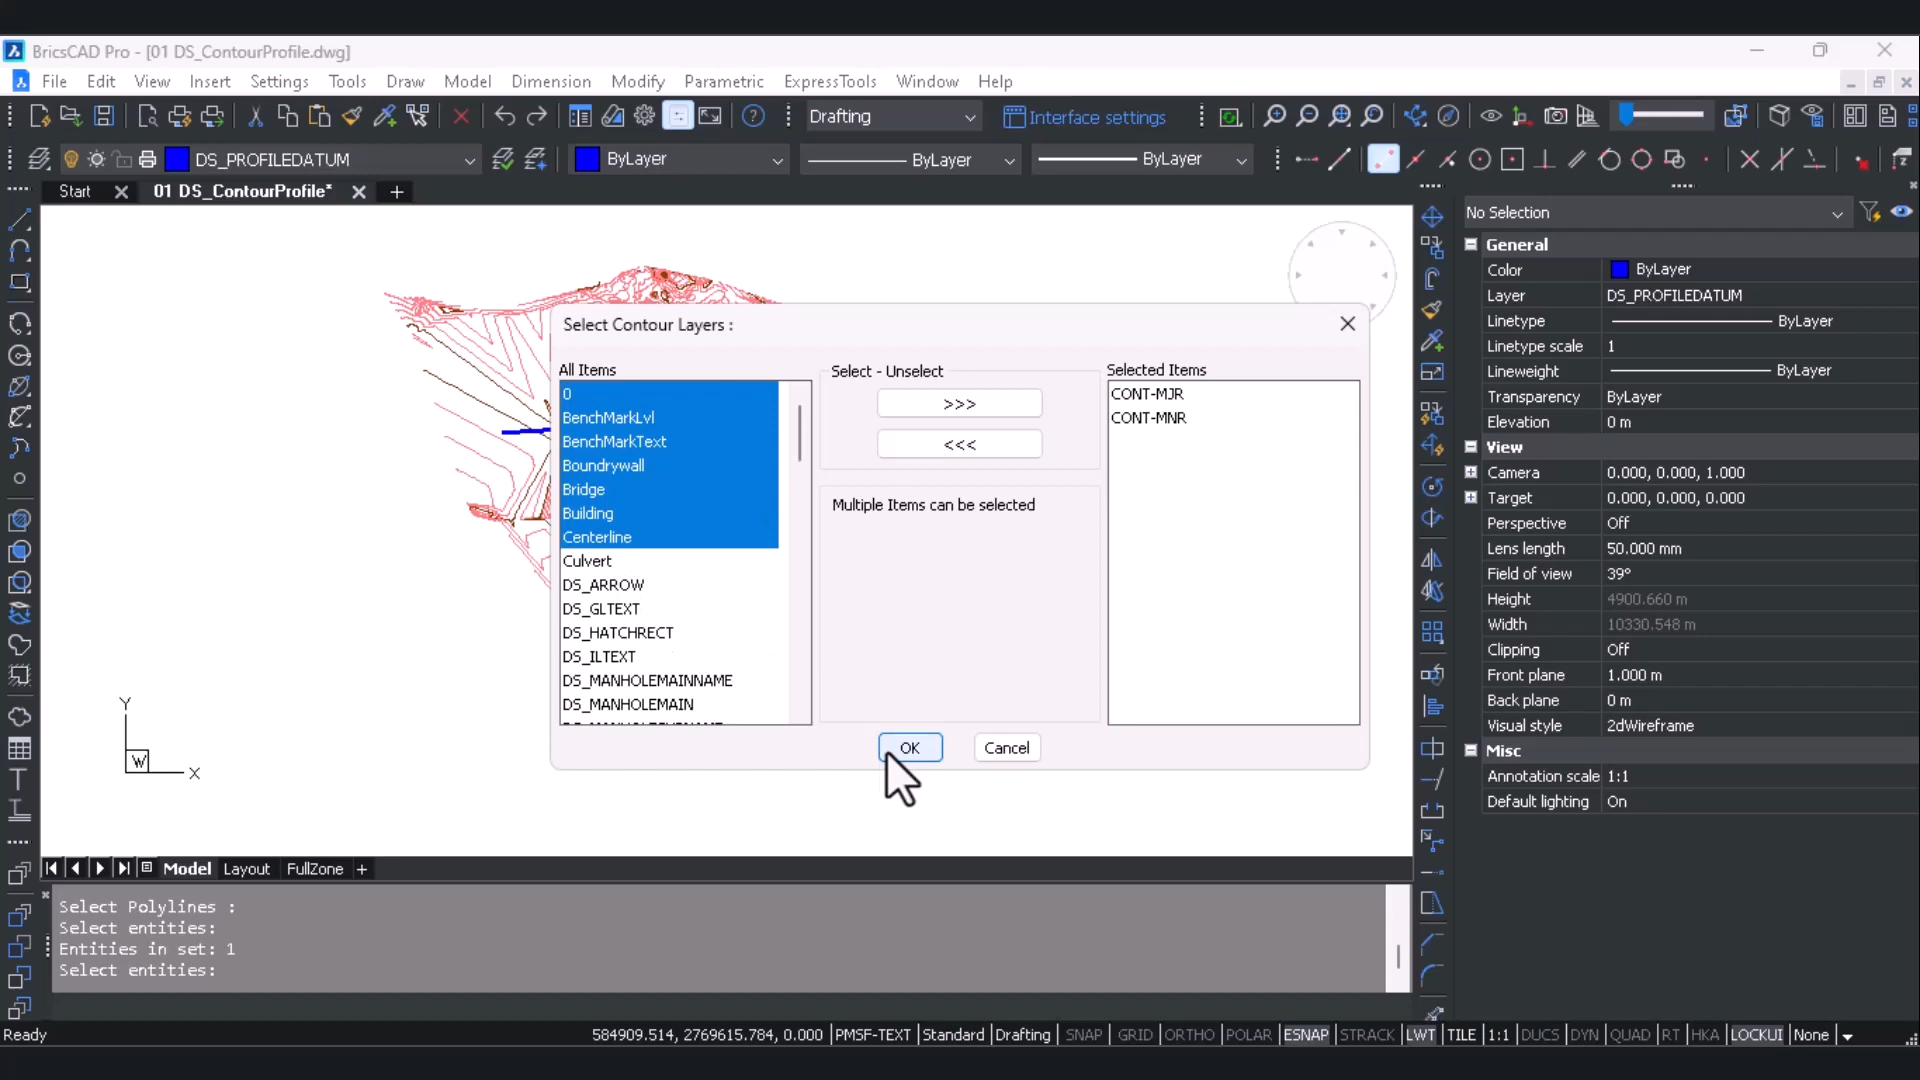 BricsCAD Pro - [01 DS_ContourProfile.dwg]
File Edit View Insert Settings Tools Draw Model Dimension Modify Parametric ExpressTools Window Help
Drafting
Interface settings
DS_PROFILEDATUM
ByLayer
ByLayer
ByLayer
Start
01 DS_ContourProfile*
No Selection
General
Color ByLayer
Layer DS_PROFILEDATUM
Linetype ByLayer
Linetype scale 1
Lineweight ByLayer
Transparency ByLayer
Elevation 0 m
View
Camera 0.000, 0.000, 1.000
Target 0.000, 0.000, 0.000
Perspective Off
Lens length 50.000 mm
Field of view 39°
Height 4900.660 m
Width 10330.548 m
Clipping Off
Front plane 1.000 m
Back plane 0 m
Visual style 2dWireframe
Misc
Annotation scale 1:1
Default lighting On
Select Contour Layers :
All Items
0
BenchMarkLvl
BenchMarkText
Boundrywall
Bridge
Building
Centerline
Culvert
DS_ARROW
DS_GLTEXT
DS_HATCHRECT
DS_ILTEXT
DS_MANHOLEMAINNAME
DS_MANHOLEMAIN
Select - Unselect
>>>
<<<
Multiple Items can be selected
Selected Items
CONT-MJR
CONT-MNR
OK
Cancel
Y
W
X
Model Layout FullZone +
Select Polylines :
Select entities:
Entities in set: 1
Select entities:
Ready
584909.514, 2769615.784, 0.000 PMSF-TEXT Standard Drafting SNAP GRID ORTHO POLAR ESNAP STRACK LWT TILE 1:1 DUCS DYN QUAD RT HKA LOCKUI None